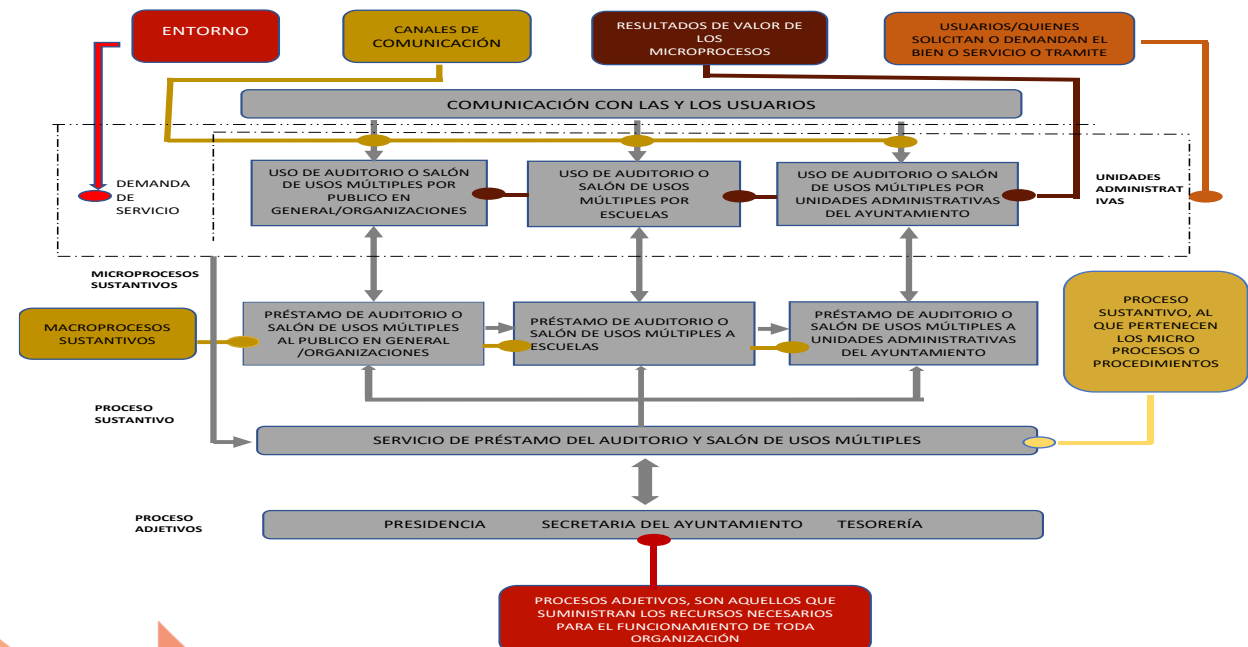 ENTORNO
CANALES DE
COMUNICACIÓN
RESULTADOS DE VALOR DE
LOS
MICROPROCESOS
USUARIOS/QUIENES
SOLICITAN O DEMANDAN EL
BIEN O SERVICIO O TRAMITE
COMUNICACIÓN CON LAS Y LOS USUARIOS
DEMANDA
DE
SERVICIO
USO DE AUDITORIO O SALÓN
DE USOS MÚLTIPLES POR
PUBLICO EN
GENERAL/ORGANIZACIONES
USO DE AUDITORIO O
SALÓN DE USOS
MÚLTIPLES POR
ESCUELAS
USO DE AUDITORIO O SALÓN
DE USOS MÚLTIPLES POR
UNIDADES ADMINISTRATIVAS
DEL AYUNTAMIENTO
UNIDADES
ADMINISTRAT
IVAS
MICROPROCESOS
SUSTANTIVOS
MACROPROCESOS
SUSTANTIVOS
PRÉSTAMO DE AUDITORIO O
SALÓN DE USOS MÚLTIPLES
AL PUBLICO EN GENERAL
/ORGANIZACIONES
PRÉSTAMO DE AUDITORIO O
SALÓN DE USOS MÚLTIPLES A
ESCUELAS
PRÉSTAMO DE AUDITORIO O
SALÓN DE USOS MÚLTIPLES A
UNIDADES ADMINISTRATIVAS
DEL AYUNTAMIENTO
PROCESO
SUSTANTIVO, AL
QUE PERTENECEN
LOS MICRO
PROCESOS O
PROCEDIMIENTOS
PROCESO
SUSTANTIVO
SERVICIO DE PRÉSTAMO DEL AUDITORIO Y SALÓN DE USOS MÚLTIPLES
PROCESO
ADJETIVOS
PRESIDENCIA SECRETARIA DEL AYUNTAMIENTO TESORERÍA
PROCESOS ADJETIVOS, SON AQUELLOS QUE
SUMINISTRAN LOS RECURSOS NECESARIOS
PARA EL FUNCIONAMIENTO DE TODA
ORGANIZACIÓN